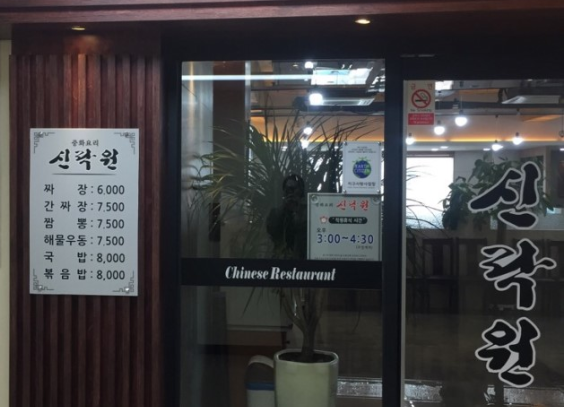 중화요리
신락원
짜 장 : 6,000
간 짜 장 : 7,500
짬 뽕 : 7,500
해물우동 : 7,500
국 밥 : 8,000
볶 음 밥 : 8,000
신락원
3:00~4:30
Chinese Restaurant
신락원